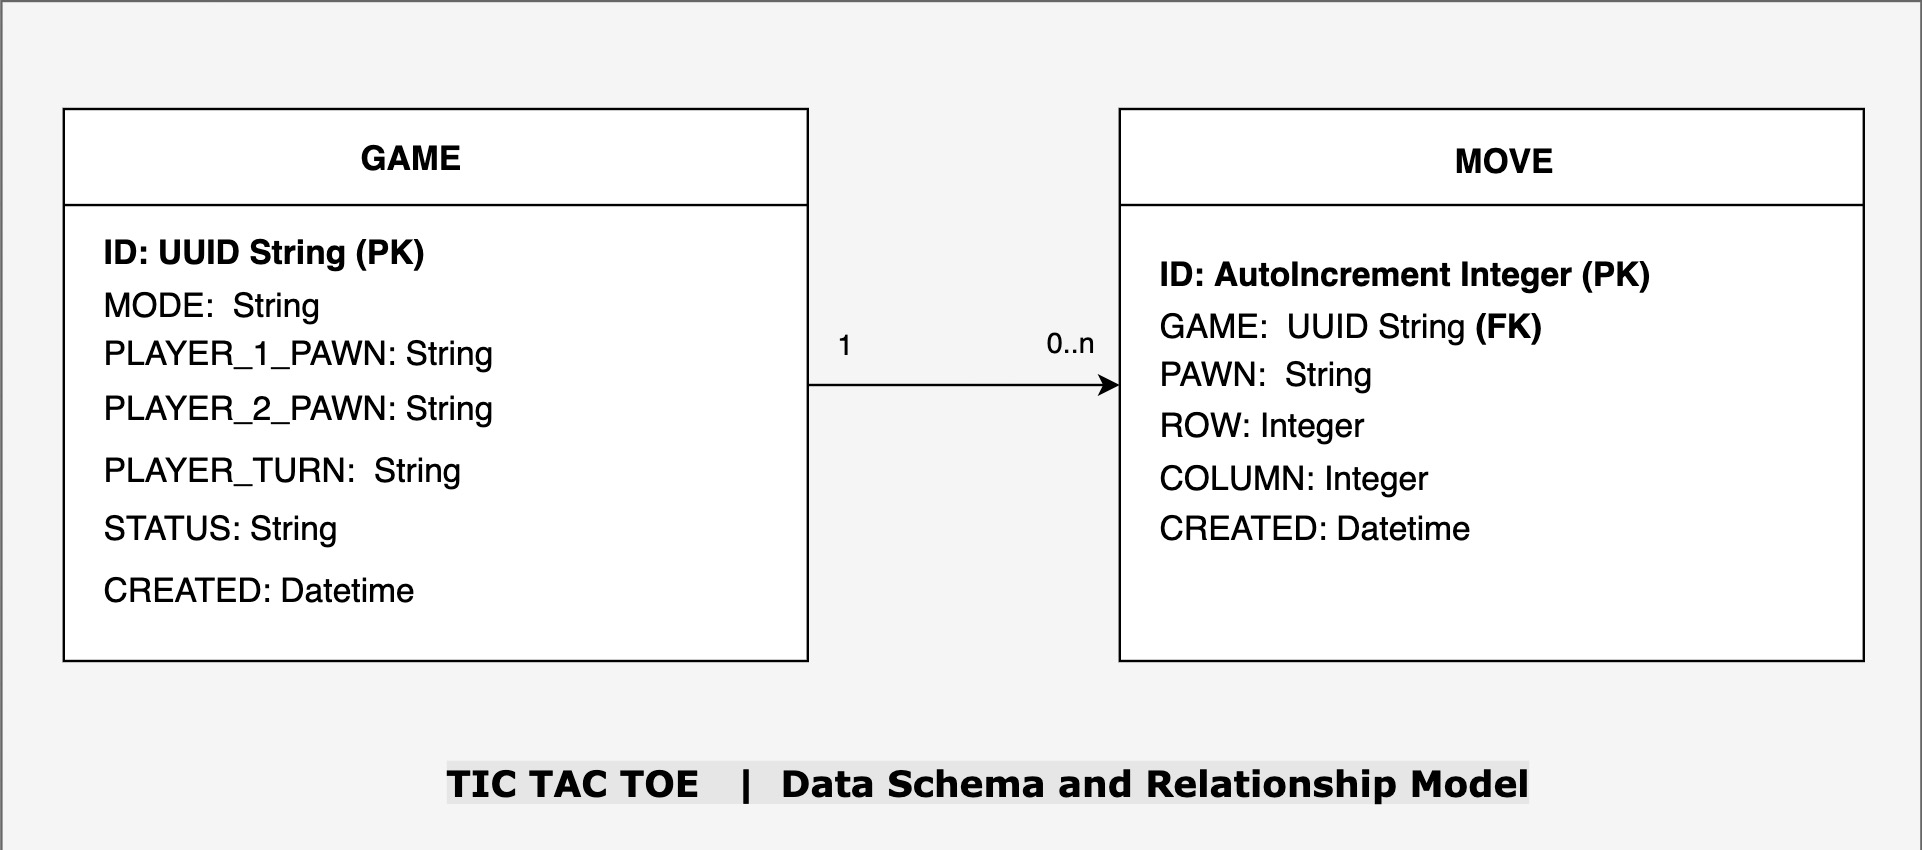 GAME
ID: UUID String (PK)
MODE:  String
PLAYER_1_PAWN: String
PLAYER_2_PAWN: String
PLAYER_TURN:  String
STATUS: String
CREATED: Datetime
1
0..n
MOVE
ID: AutoIncrement Integer (PK)
GAME:  UUID String (FK)
PAWN:  String
ROW: Integer
COLUMN: Integer
CREATED: Datetime
TIC TAC TOE   |  Data Schema and Relationship Model